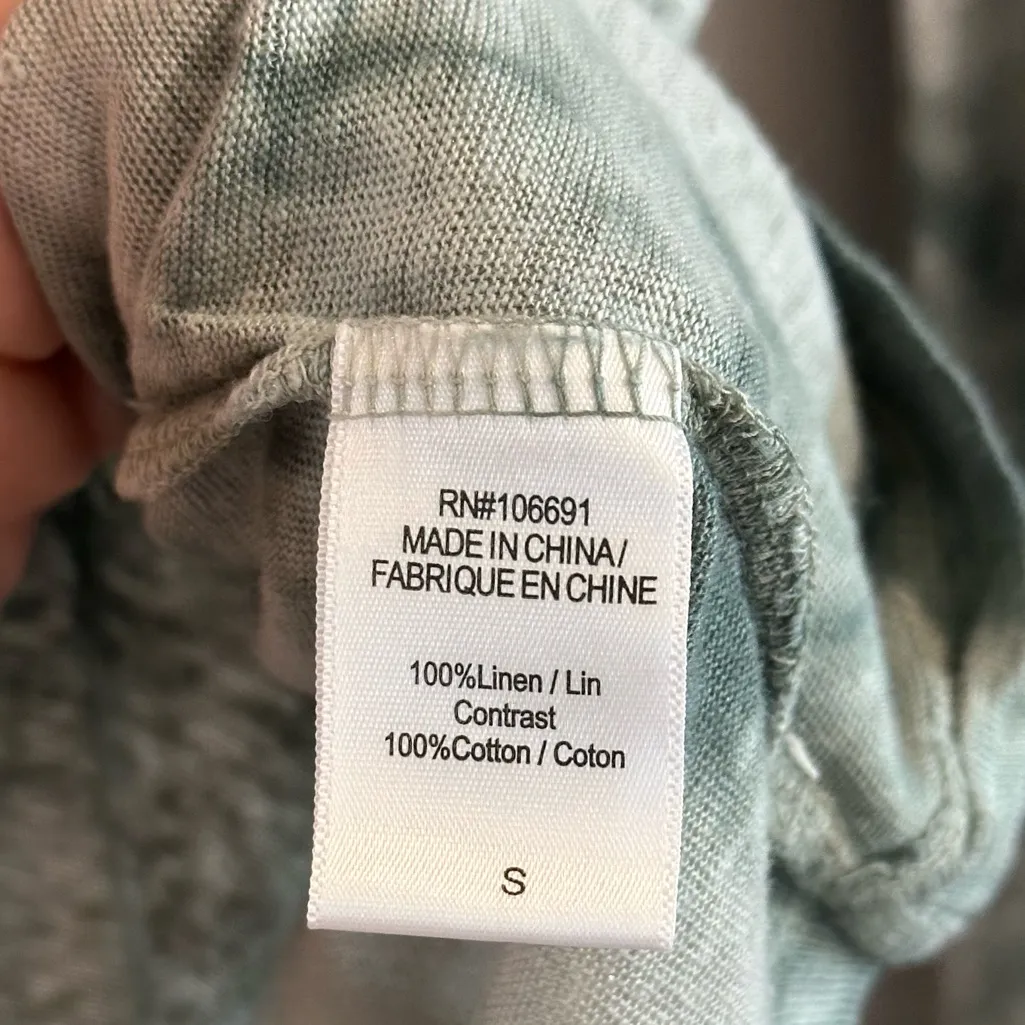 RN#106691
MADE IN CHINA/
FABRIQUE EN CHINE
100%Linen / Lin
Contrast
100%Cotton / Coton
S